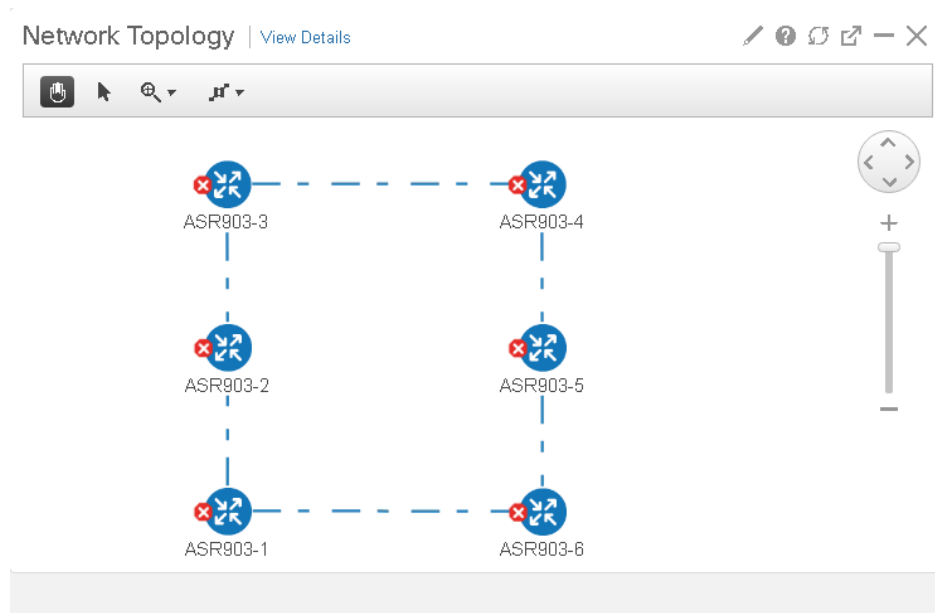 Network Topology | View Details
ASR903-3
ASR903-4
ASR903-2
ASR903-5
ASR903-1
ASR903-6